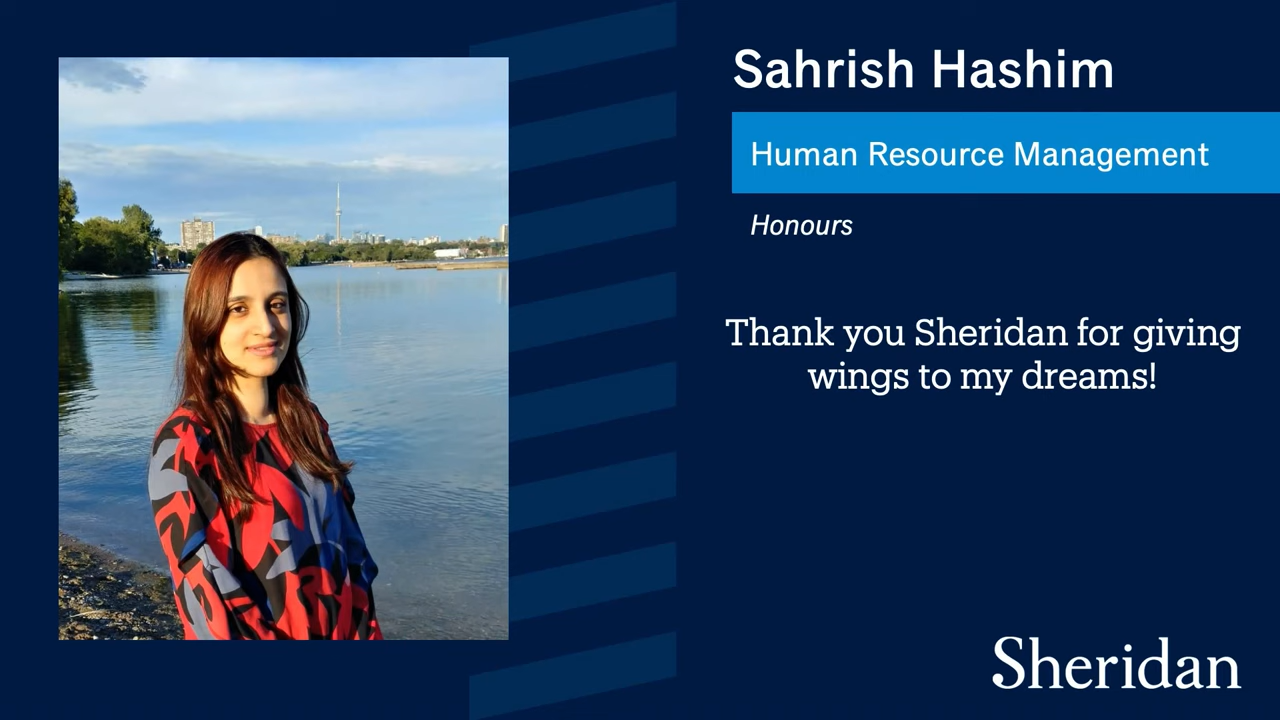 Sahrish Hashim
Human Resource Management
Honours
Thank you Sheridan for giving
wings to my dreams!
Sheridan